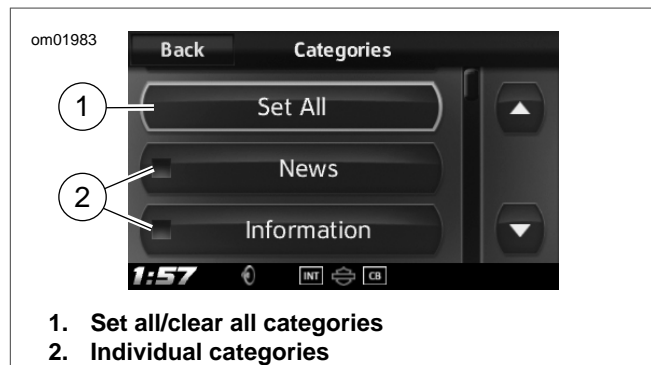 om01983
Back Categories
1 Set All
2 News
Information
1:57 INT CB
1. Set all/clear all categories
2. Individual categories